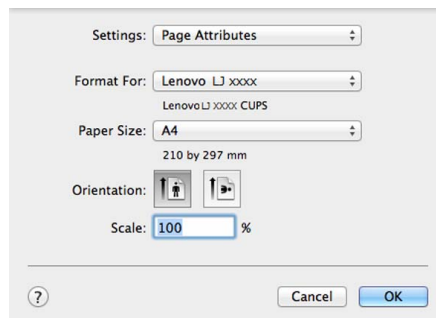 Settings: Page Attributes
Format For: Lenovo LJ xxxx
Lenovo LJ XXXX CUPS
Paper Size: A4
210 by 297 mm
Orientation:
Scale: 100 %
? Cancel OK